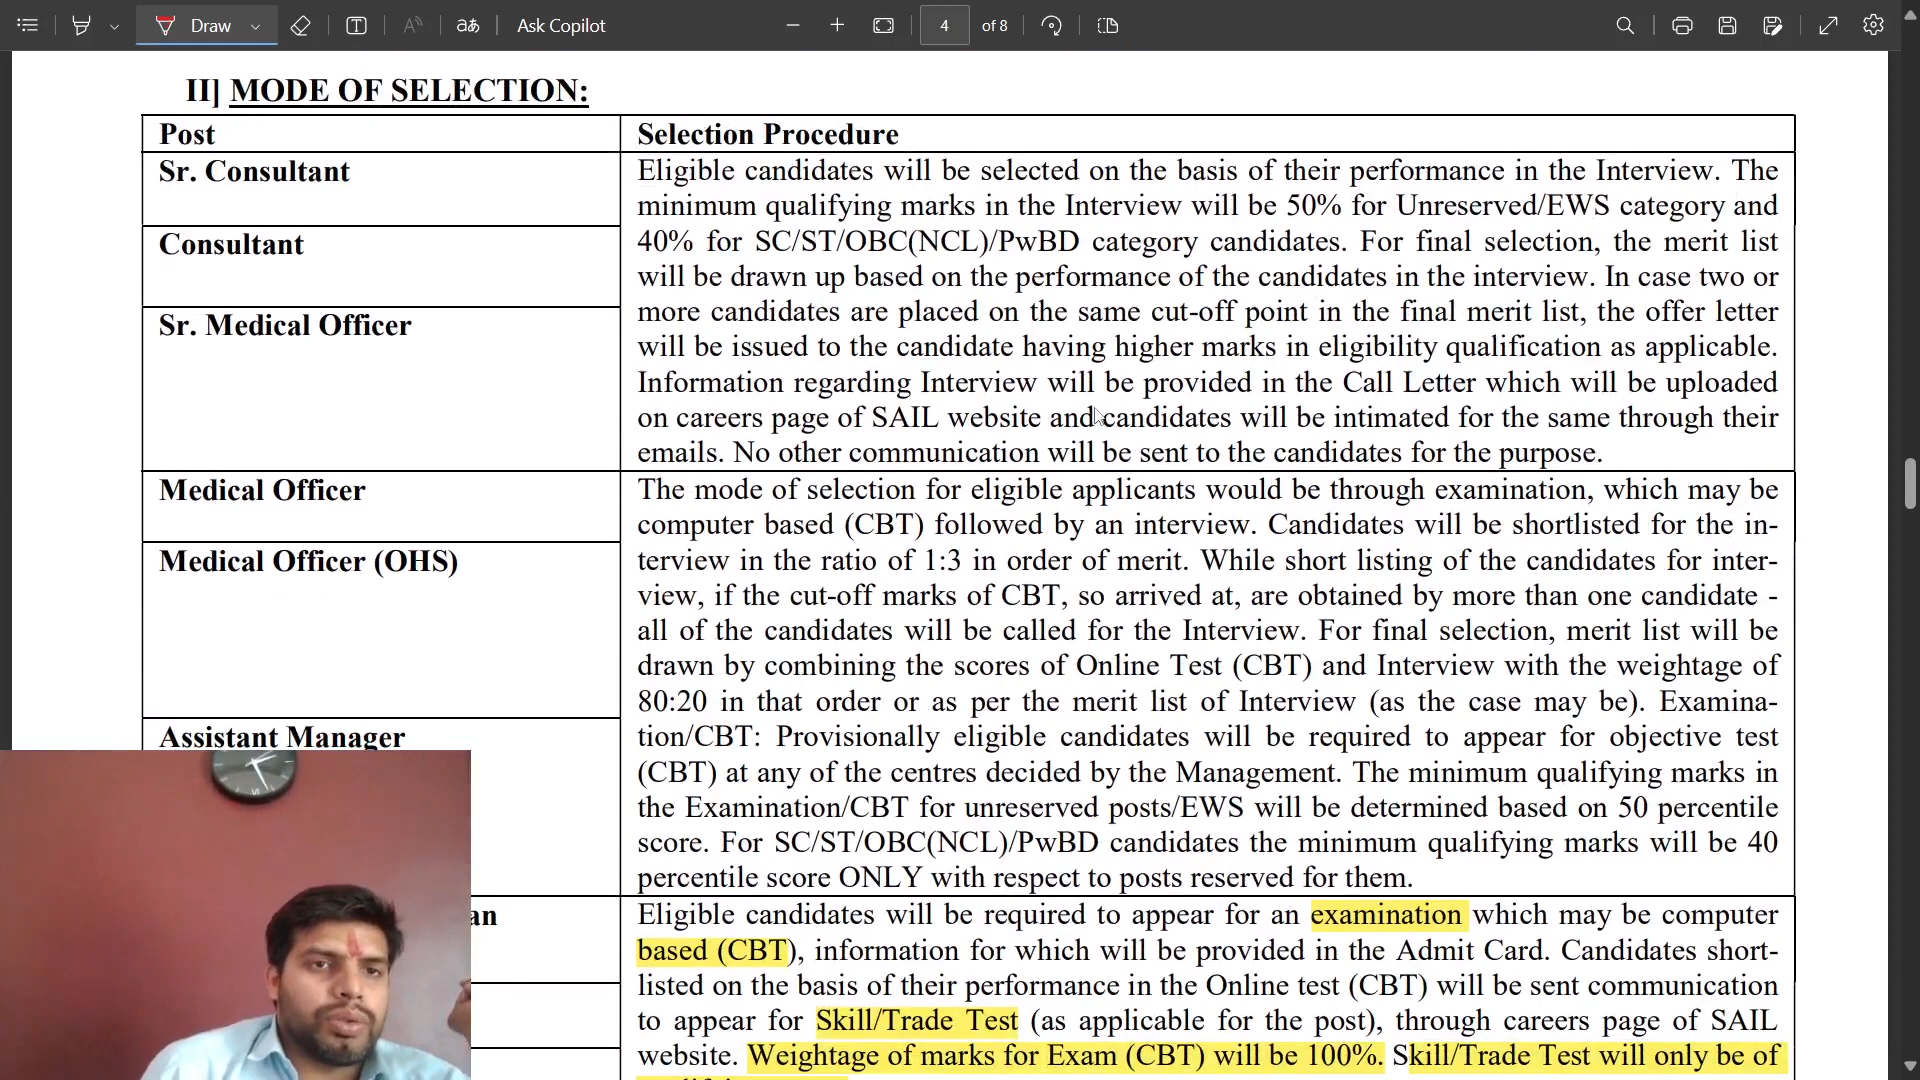 Draw
Ask Copilot
4 of 8
II] MODE OF SELECTION:
Post
Selection Procedure
Sr. Consultant
Consultant
Sr. Medical Officer
Eligible candidates will be selected on the basis of their performance in the Interview. The
minimum qualifying marks in the Interview will be 50% for Unreserved/EWS category and
40% for SC/ST/OBC(NCL)/PwBD category candidates. For final selection, the merit list
will be drawn up based on the performance of the candidates in the interview. In case two or
more candidates are placed on the same cut-off point in the final merit list, the offer letter
will be issued to the candidate having higher marks in eligibility qualification as applicable.
Information regarding Interview will be provided in the Call Letter which will be uploaded
on careers page of SAIL website and candidates will be intimated for the same through their
emails. No other communication will be sent to the candidates for the purpose.
Medical Officer
Medical Officer (OHS)
Assistant Manager
The mode of selection for eligible applicants would be through examination, which may be
computer based (CBT) followed by an interview. Candidates will be shortlisted for the in-
terview in the ratio of 1:3 in order of merit. While short listing of the candidates for inter-
view, if the cut-off marks of CBT, so arrived at, are obtained by more than one candidate -
all of the candidates will be called for the Interview. For final selection, merit list will be
drawn by combining the scores of Online Test (CBT) and Interview with the weightage of
80:20 in that order or as per the merit list of Interview (as the case may be). Examina-
tion/CBT: Provisionally eligible candidates will be required to appear for objective test
(CBT) at any of the centres decided by the Management. The minimum qualifying marks in
the Examination/CBT for unreserved posts/EWS will be determined based on 50 percentile
score. For SC/ST/OBC(NCL)/PwBD candidates the minimum qualifying marks will be 40
percentile score ONLY with respect to posts reserved for them.
an
Eligible candidates will be required to appear for an examination which may be computer
based (CBT), information for which will be provided in the Admit Card. Candidates short-
listed on the basis of their performance in the Online test (CBT) will be sent communication
to appear for Skill/Trade Test (as applicable for the post), through careers page of SAIL
website. Weightage of marks for Exam (CBT) will be 100%. Skill/Trade Test will only be of